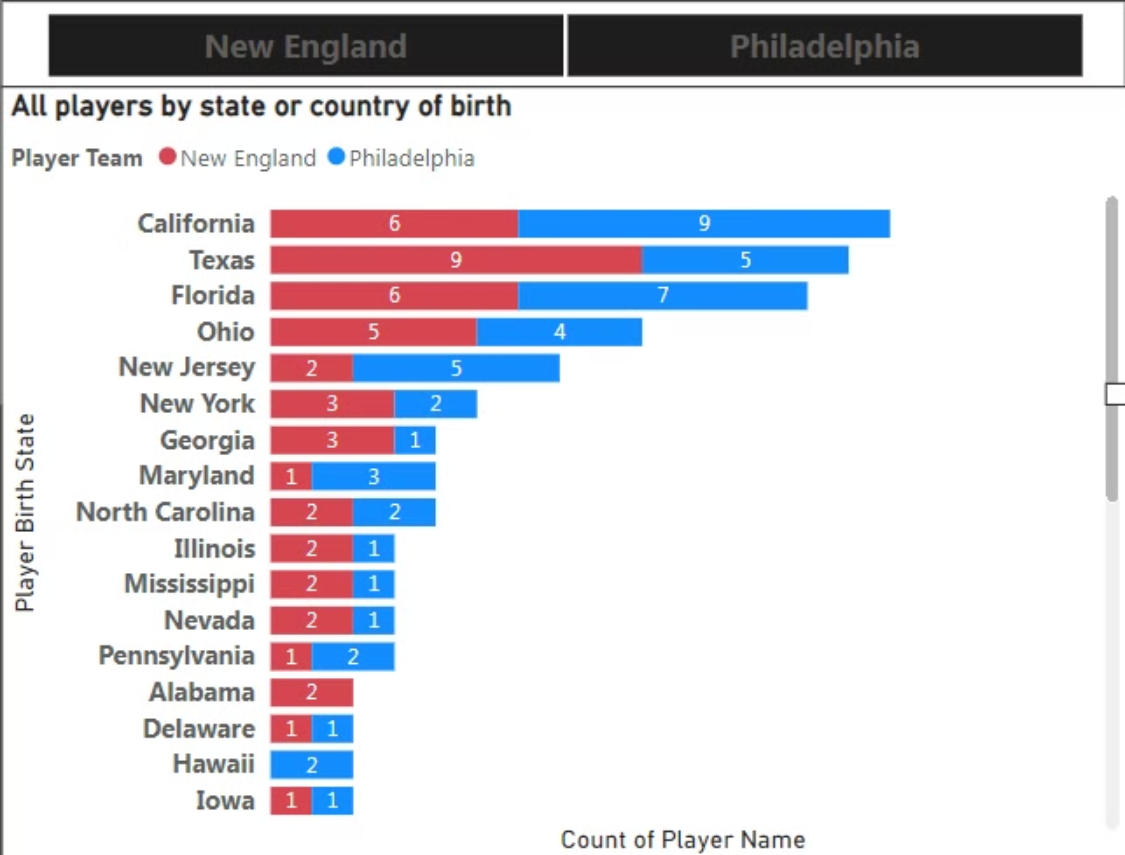 New England Philadelphia
All players by state or country of birth
Player Team New England Philadelphia
California 6 9
Texas 9 5
Florida 6 7
Ohio 5 4
New Jersey 2 5
New York 3 2
Georgia 3 1
Maryland 1 3
North Carolina 2 2
Illinois 2 1
Mississippi 2 1
Nevada 2 1
Pennsylvania 1 2
Alabama 2
Delaware 1 1
Hawaii 2
Iowa 1 1
Player Birth State
Count of Player Name